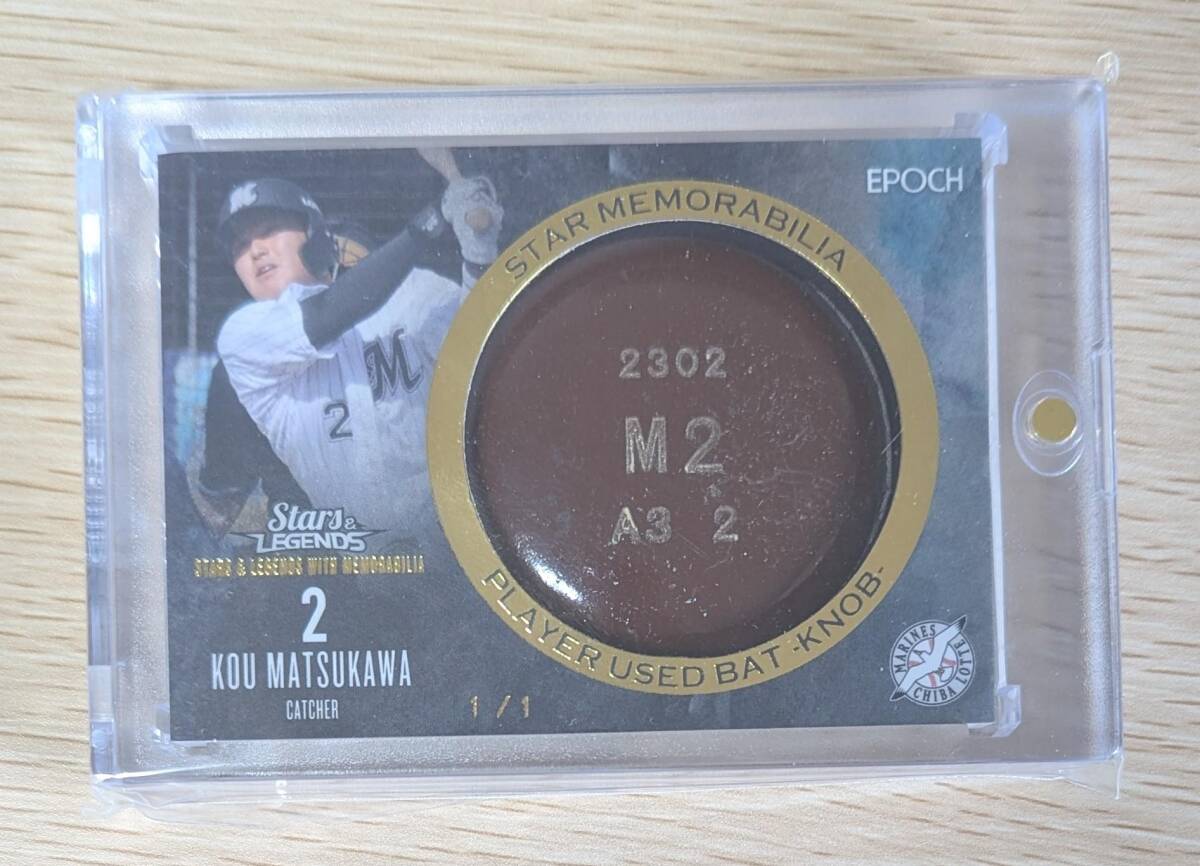 EPOCH
STAR MEMORABILIA
2302
M2
A3 2
PLAYER USED BAT -KNOB-
M
M
2
Stars &
LEGENDS
STARS & LEGENDS WITH MEMORABILIA
2
KOU MATSUKAWA
CATCHER
1/1
MARINES
CHIBA LOTTE